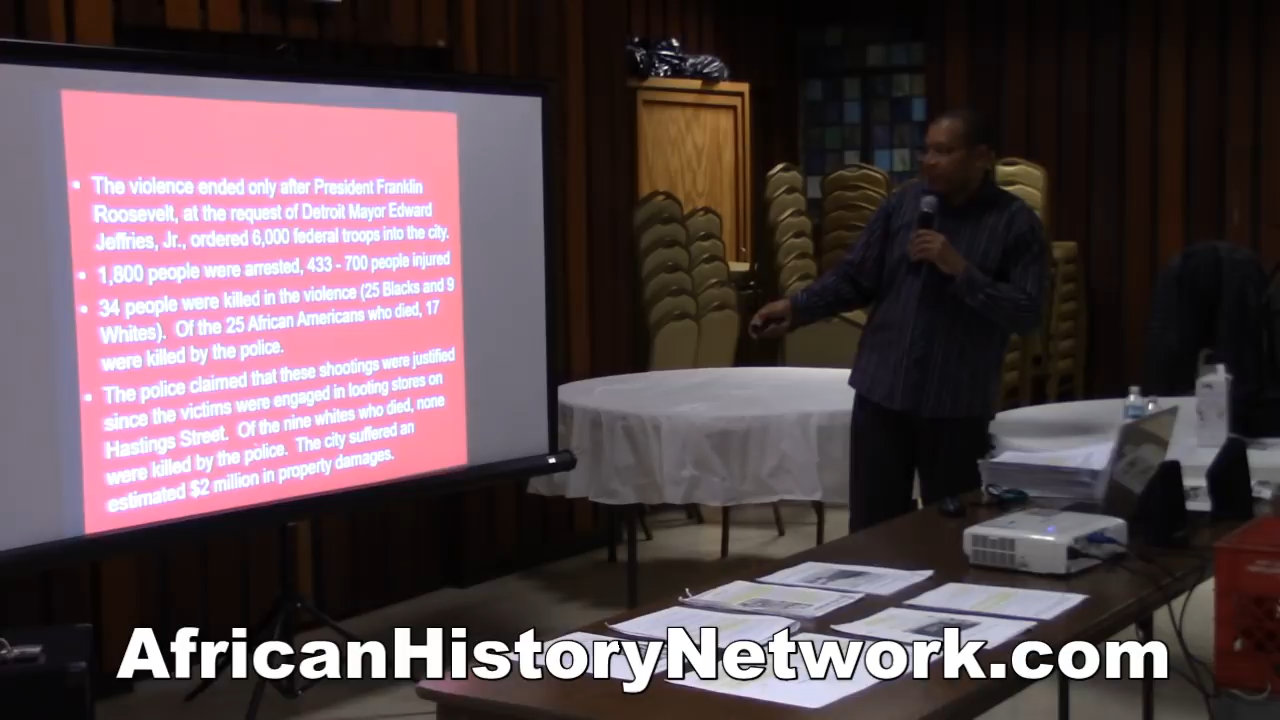 • The violence ended only after President Franklin
Roosevelt, at the request of Detroit Mayor Edward
Jeffries, Jr., ordered 6,000 federal troops into the city.
• 1,800 people were arrested, 433 - 700 people injured
• 34 people were killed in the violence (25 Blacks and 9
Whites). Of the 25 African Americans who died, 17
were killed by the police.
• The police claimed that these shootings were justified
since the victims were engaged in looting stores on
Hastings Street. Of the nine whites who died, none
were killed by the police. The city suffered an
estimated $2 million in property damages.
AfricanHistoryNetwork.com